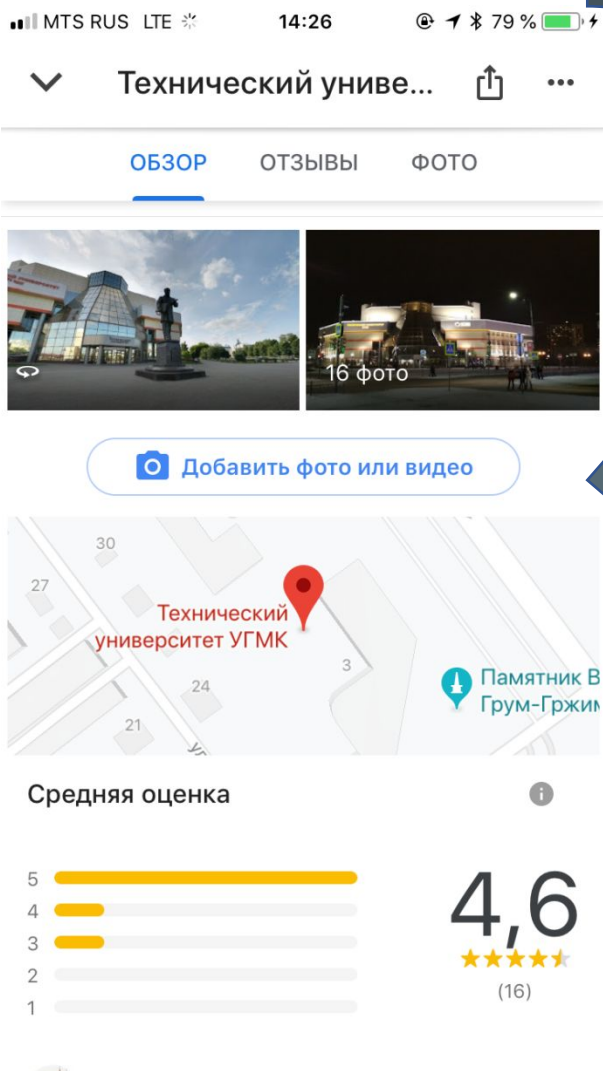 MTS RUS LTE 14:26 79 %
Технический униве...
ОБЗОР ОТЗЫВЫ ФОТО
16 фото
Добавить фото или видео
30
27
Технический
университет УГМК
3
24
Памятник В
Грум-Гржим
21
ул
Средняя оценка
5
4
3
2
1
4,6
(16)